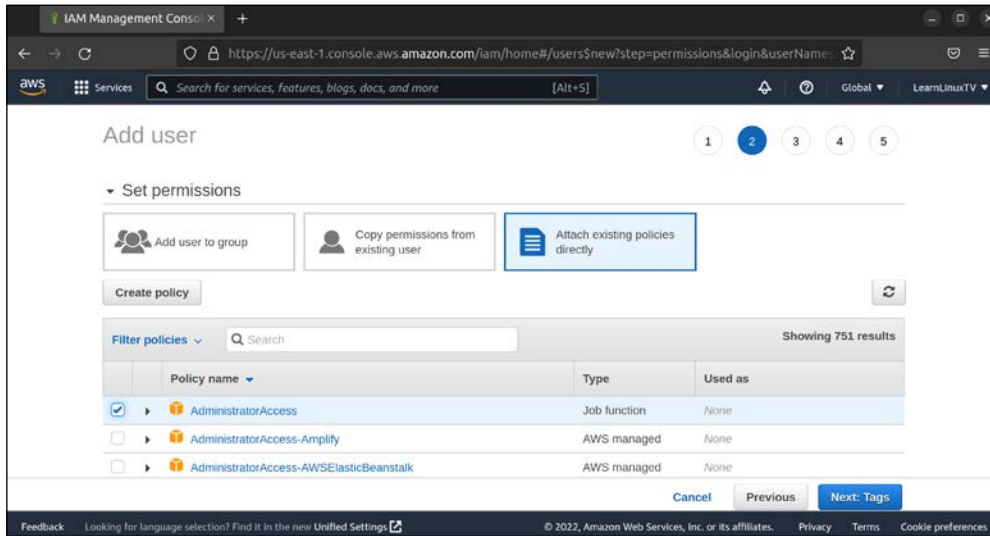 IAM Management Consol × +
https://us-east-1.console.aws.amazon.com/iam/home#/users$new?step=permissions&login&userName
aws Services Search for services, features, blogs, docs, and more [Alt+S] Global LearnLinuxTV
Add user 1 2 3 4 5
Set permissions
Add user to group
Copy permissions from
existing user
Attach existing policies
directly
Create policy
Filter policies Search Showing 751 results
Policy name Type Used as
AdministratorAccess Job function None
AdministratorAccess-Amplify AWS managed None
AdministratorAccess-AWSElasticBeanstalk AWS managed None
Cancel Previous Next: Tags
Feedback Looking for language selection? Find it in the new Unified Settings © 2022, Amazon Web Services, Inc. or its affiliates. Privacy Terms Cookie preferences